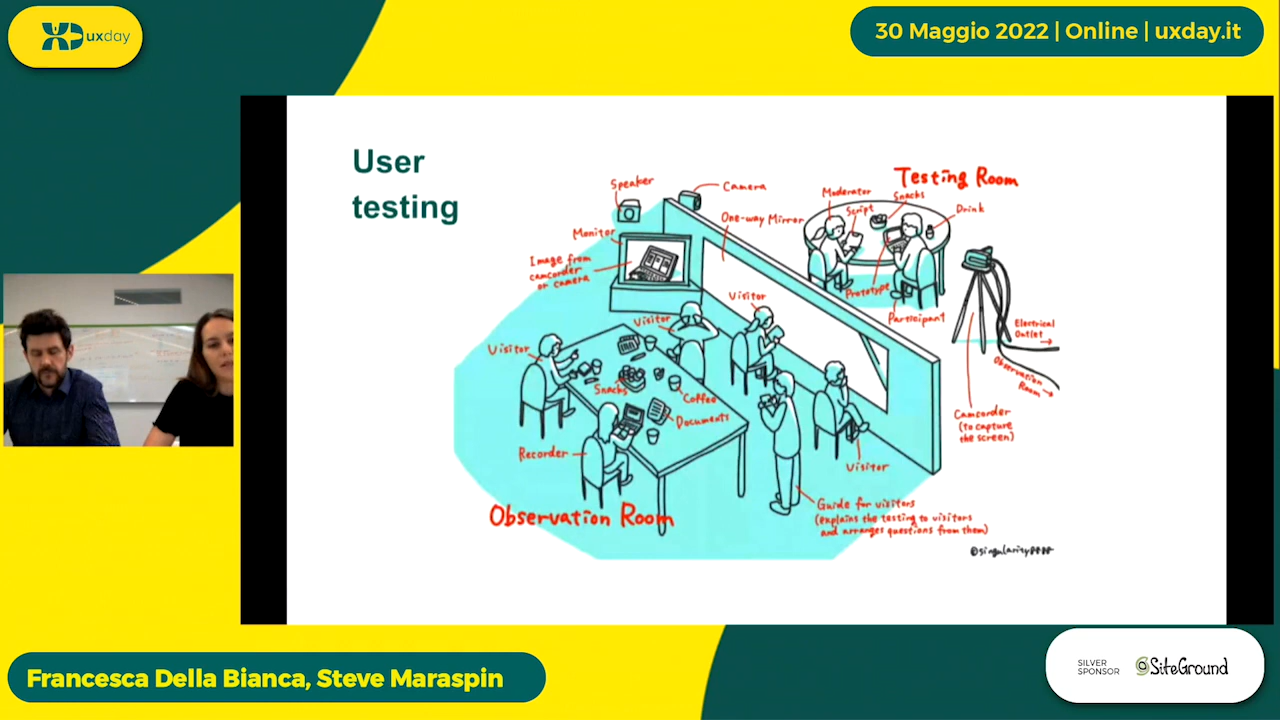 uxday
30 Maggio 2022 | Online | uxday.it
User
testing
Testing Room
Speaker
Camera
Moderator
Script
Snacks
Drink
One-way Mirror
Monitor
Image from
camcorder
or camera
Prototype
Participant
Visitor
Visitor
Visitor
Electrical
Outlet
Observation
Room
Snacks
Coffee
Documents
Camcorder
(to capture
the screen)
Recorder
Visitor
Observation Room
Guide for visitors
(explains the testing to visitors
and arranges questions from them)
@singularity8888
Francesca Della Bianca, Steve Maraspin
SILVER
SPONSOR
SiteGround